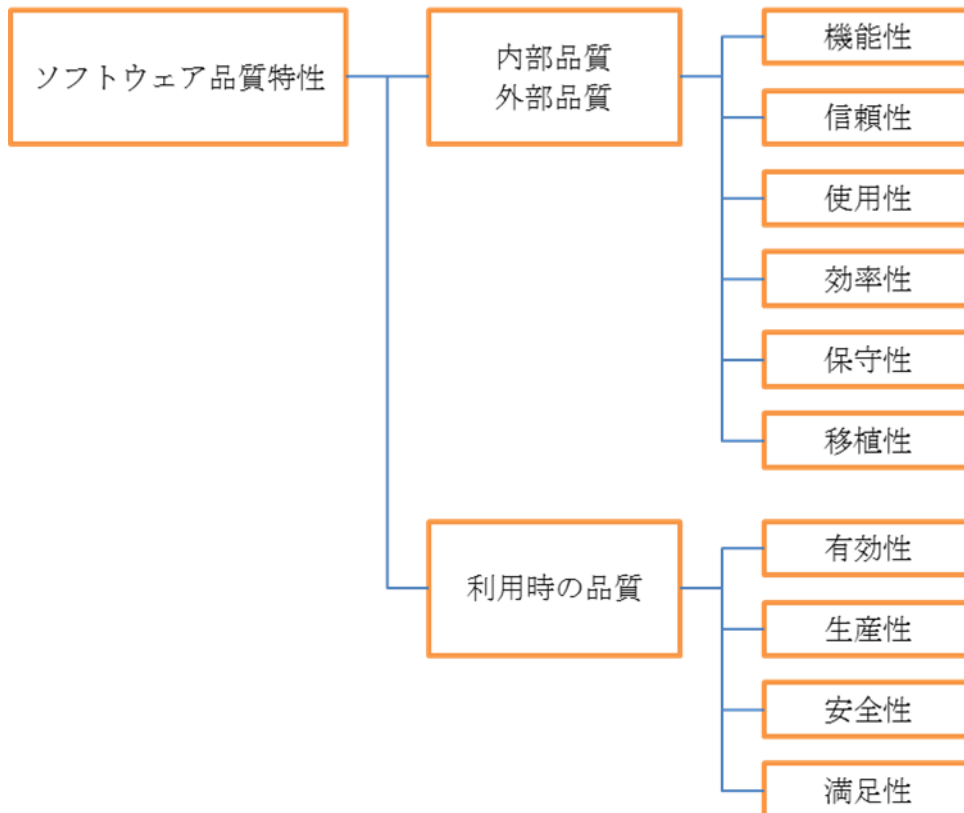 ソフトウェア品質特性
内部品質
外部品質
機能性
信頼性
使用性
効率性
保守性
移植性
利用時の品質
有効性
生産性
安全性
満足性